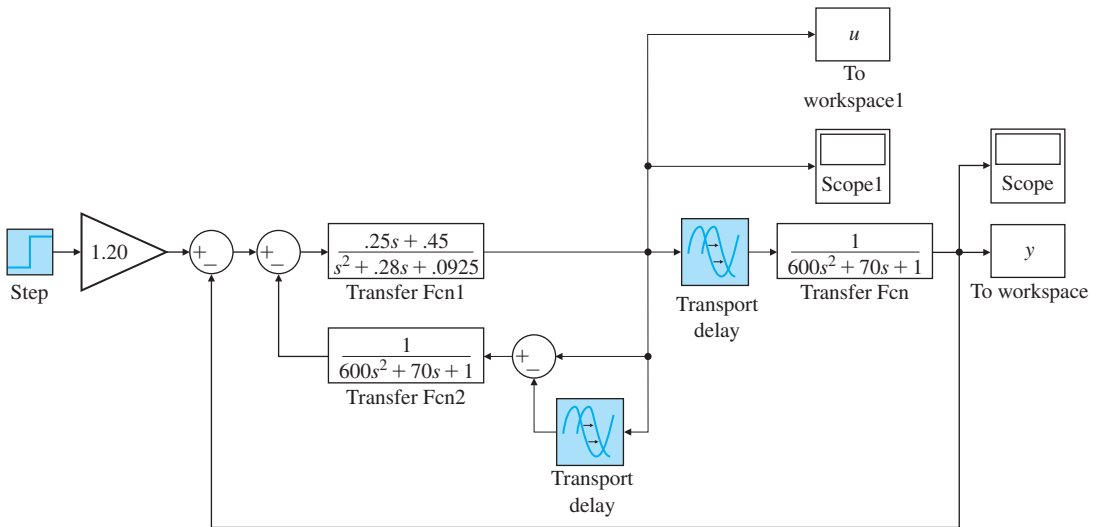 u
To
workspace1
Scope1
Scope
1.20
+
−
+
−
.25s + .45
s² + .28s + .0925
Transfer Fcn1
1
600s² + 70s + 1
Transfer Fcn
y
To workspace
Step
Transport
delay
1
600s² + 70s + 1
Transfer Fcn2
+
−
Transport
delay